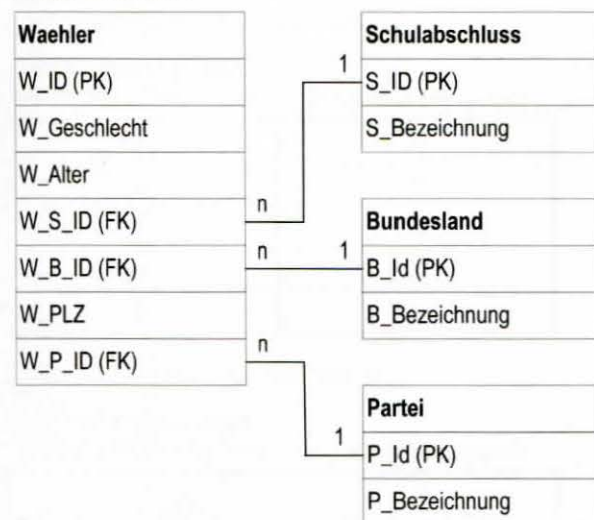 Waehler
W_ID (PK)
W_Geschlecht
W_Alter
W_S_ID (FK)
W_B_ID (FK)
W_PLZ
W_P_ID (FK)
n
n
n
1
1
1
Schulabschluss
S_ID (PK)
S_Bezeichnung
Bundesland
B_Id (PK)
B_Bezeichnung
Partei
P_Id (PK)
P_Bezeichnung